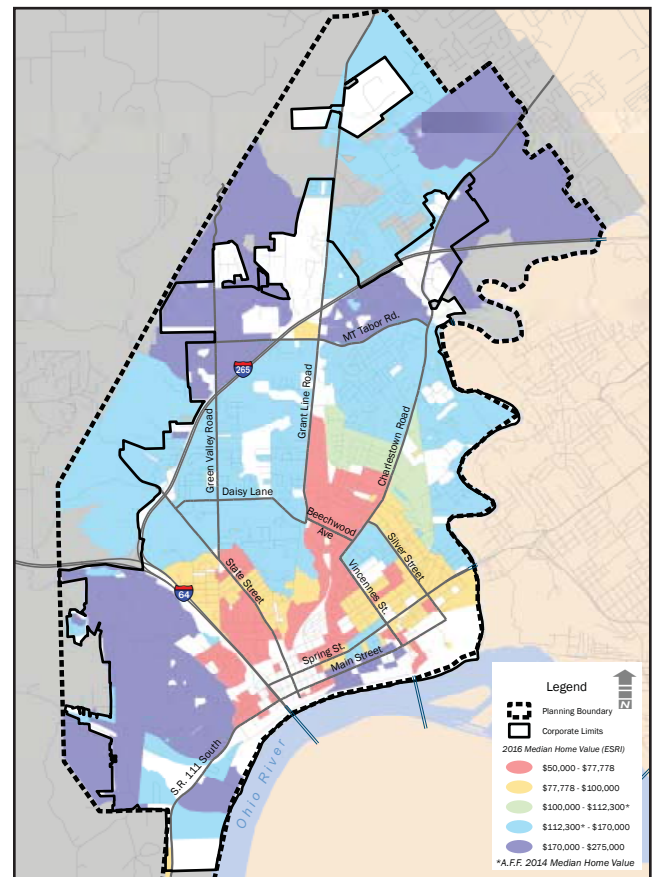 MT Tabor Rd.
265
Grant Line Road
Green Valley Road
Charlestown Road
Daisy Lane
Beechwood
Ave
Silver Street
State Street
Vincennes St.
64
Spring St.
Main Street
S.R. 111 South
Ohio River
Legend
N
Planning Boundary
Corporate Limits
2016 Median Home Value (ESRI)
$50,000 - $77,778
$77,778 - $100,000
$100,000 - $112,300*
$112,300* - $170,000
$170,000 - $275,000
*A.F.F. 2014 Median Home Value